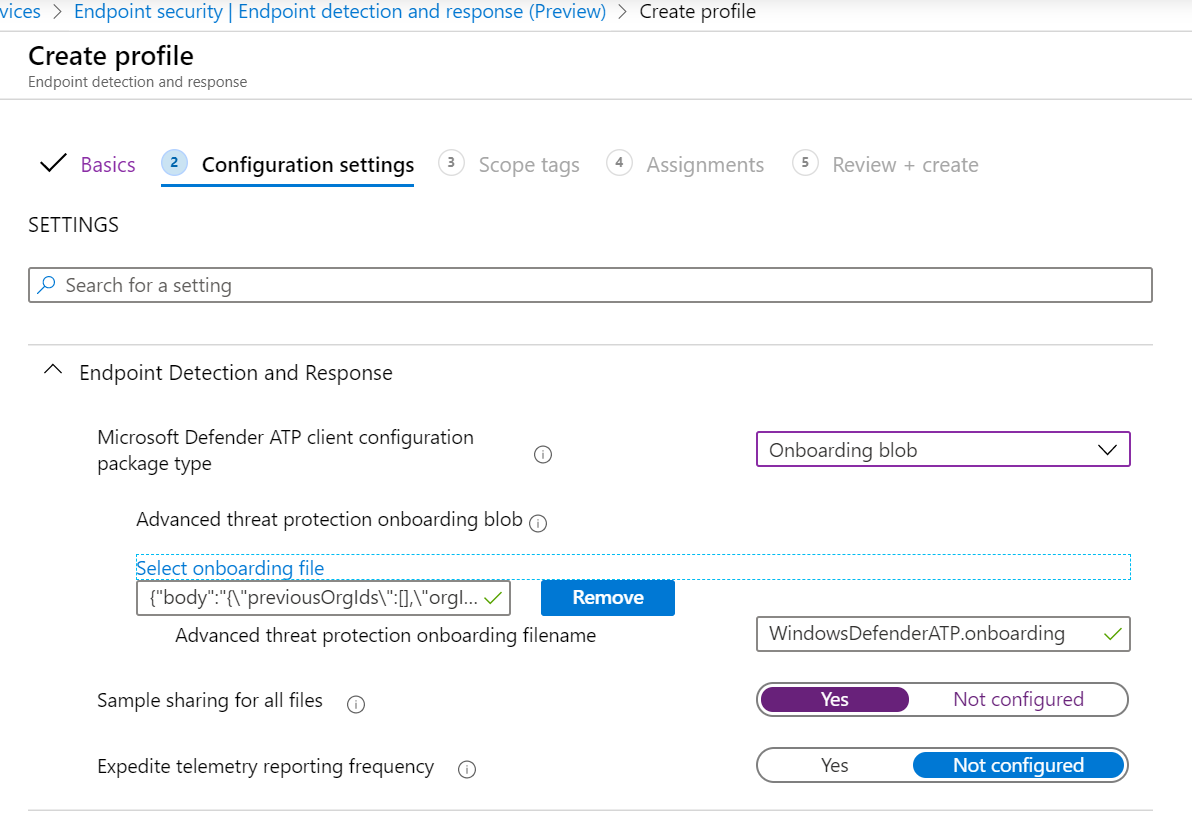 vices > Endpoint security | Endpoint detection and response (Preview) > Create profile
Create profile
Endpoint detection and response
Basics 2 Configuration settings 3 Scope tags 4 Assignments 5 Review + create
SETTINGS
Search for a setting
Endpoint Detection and Response
Microsoft Defender ATP client configuration
package type
Onboarding blob
Advanced threat protection onboarding blob
Select onboarding file
{"body":"{\"previousOrgIds\":[],\"orgI...
Remove
Advanced threat protection onboarding filename
WindowsDefenderATP.onboarding
Sample sharing for all files
Yes Not configured
Expedite telemetry reporting frequency
Yes Not configured